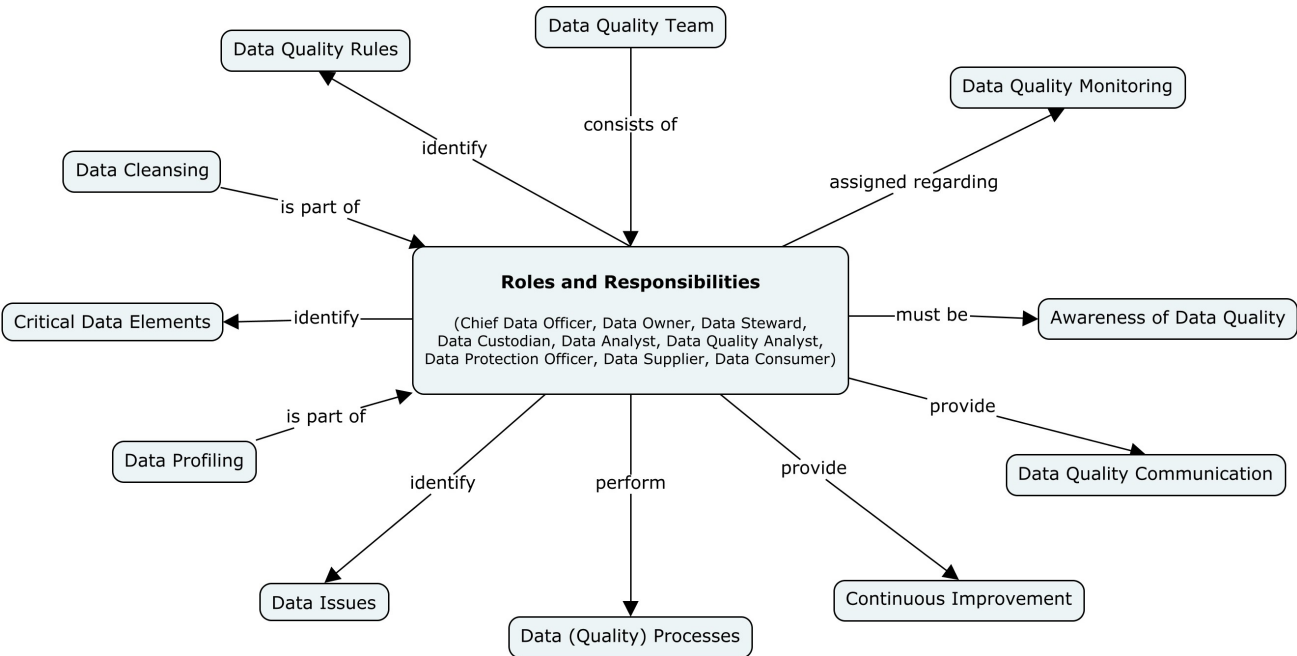 Data Quality Team
Data Quality Rules
Data Quality Monitoring
consists of
identify
Data Cleansing
assigned regarding
is part of
Roles and Responsibilities
(Chief Data Officer, Data Owner, Data Steward,
Data Custodian, Data Analyst, Data Quality Analyst,
Data Protection Officer, Data Supplier, Data Consumer)
Critical Data Elements
identify
must be
Awareness of Data Quality
is part of
provide
Data Profiling
Data Quality Communication
identify
perform
provide
Data Issues
Continuous Improvement
Data (Quality) Processes